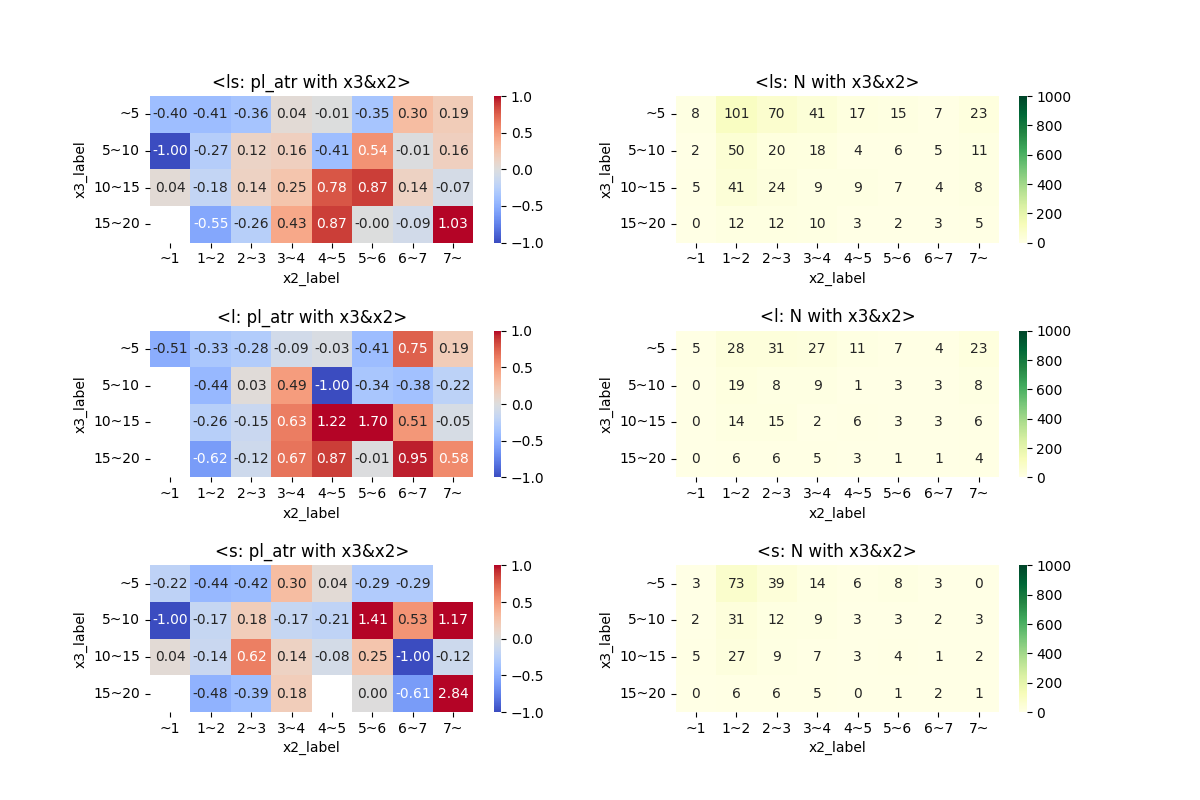 <ls: pl_atr with x3&x2>
x3_label
~5 -0.40 -0.41 -0.36 0.04 -0.01 -0.35 0.30 0.19
5~10 -1.00 -0.27 0.12 0.16 -0.41 0.54 -0.01 0.16
10~15 0.04 -0.18 0.14 0.25 0.78 0.87 0.14 -0.07
15~20 -0.55 -0.26 0.43 0.87 -0.00 -0.09 1.03
~1 1~2 2~3 3~4 4~5 5~6 6~7 7~
x2_label
1.0
0.5
0.0
−0.5
−1.0
<ls: N with x3&x2>
x3_label
~5 8 101 70 41 17 15 7 23
5~10 2 50 20 18 4 6 5 11
10~15 5 41 24 9 9 7 4 8
15~20 0 12 12 10 3 2 3 5
~1 1~2 2~3 3~4 4~5 5~6 6~7 7~
x2_label
1000
800
600
400
200
0
<l: pl_atr with x3&x2>
x3_label
~5 -0.51 -0.33 -0.28 -0.09 -0.03 -0.41 0.75 0.19
5~10 -0.44 0.03 0.49 -1.00 -0.34 -0.38 -0.22
10~15 -0.26 -0.15 0.63 1.22 1.70 0.51 -0.05
15~20 -0.62 -0.12 0.67 0.87 -0.01 0.95 0.58
~1 1~2 2~3 3~4 4~5 5~6 6~7 7~
x2_label
1.0
0.5
0.0
−0.5
−1.0
<l: N with x3&x2>
x3_label
~5 5 28 31 27 11 7 4 23
5~10 0 19 8 9 1 3 3 8
10~15 0 14 15 2 6 3 3 6
15~20 0 6 6 5 3 1 1 4
~1 1~2 2~3 3~4 4~5 5~6 6~7 7~
x2_label
1000
800
600
400
200
0
<s: pl_atr with x3&x2>
x3_label
~5 -0.22 -0.44 -0.42 0.30 0.04 -0.29 -0.29
5~10 -1.00 -0.17 0.18 -0.17 -0.21 1.41 0.53 1.17
10~15 0.04 -0.14 0.62 0.14 -0.08 0.25 -1.00 -0.12
15~20 -0.48 -0.39 0.18 0.00 -0.61 2.84
~1 1~2 2~3 3~4 4~5 5~6 6~7 7~
x2_label
1.0
0.5
0.0
−0.5
−1.0
<s: N with x3&x2>
x3_label
~5 3 73 39 14 6 8 3 0
5~10 2 31 12 9 3 3 2 3
10~15 5 27 9 7 3 4 1 2
15~20 0 6 6 5 0 1 2 1
~1 1~2 2~3 3~4 4~5 5~6 6~7 7~
x2_label
1000
800
600
400
200
0